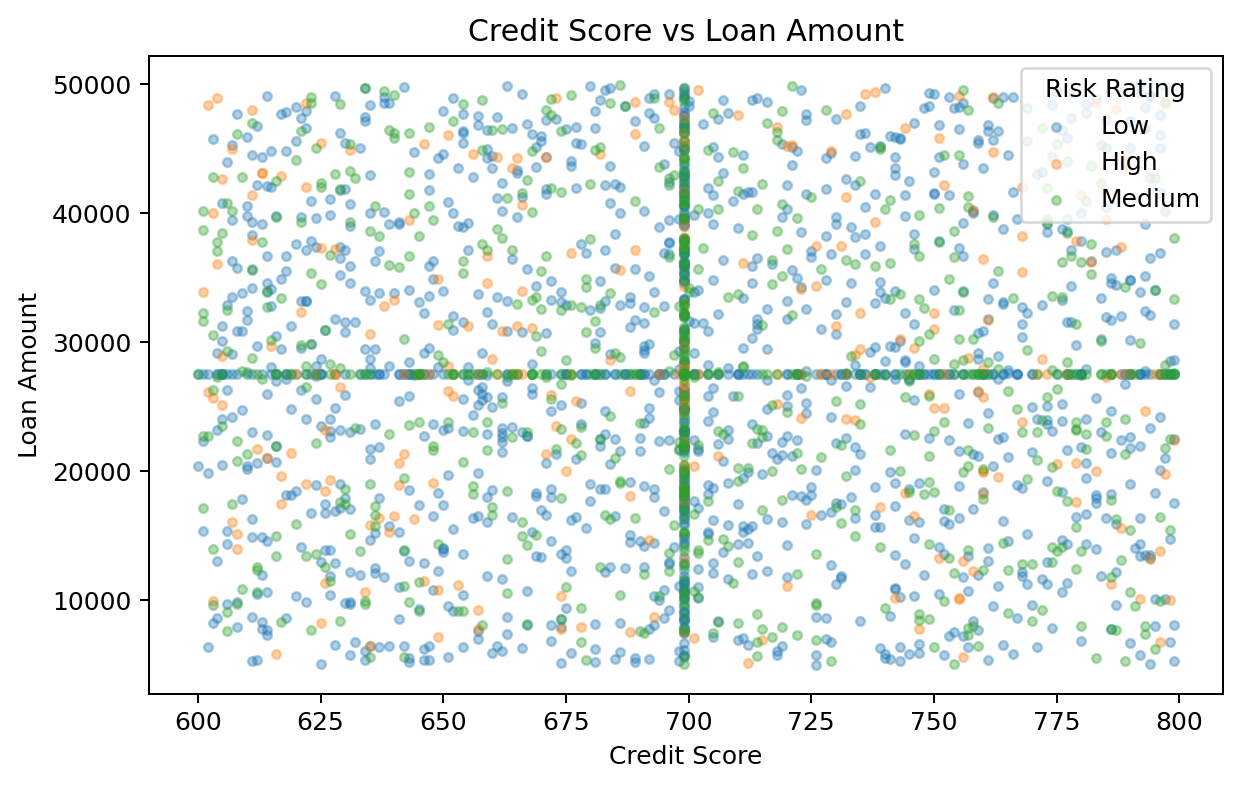 Credit Score vs Loan Amount
Risk Rating
Low
High
Medium
Loan Amount
50000
40000
30000
20000
10000
600 625 650 675 700 725 750 775 800
Credit Score